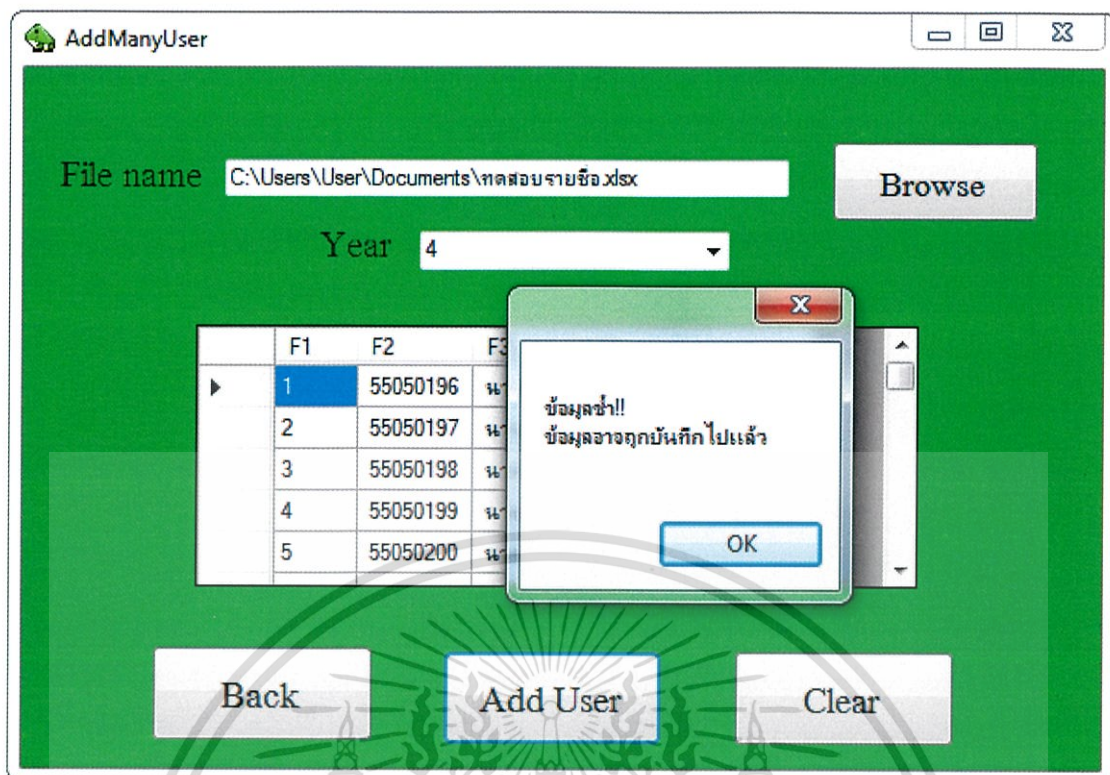 AddManyUser
File name C:\Users\User\Documents\ทดสอบรายชื่อ.xlsx Browse
Year 4
F1 F2 F3
1 55050196
2 55050197
3 55050198
4 55050199
5 55050200
ข้อมูลซ้ำ!!
ข้อมูลอาจถูกบันทึกไปแล้ว
OK
Back Add User Clear